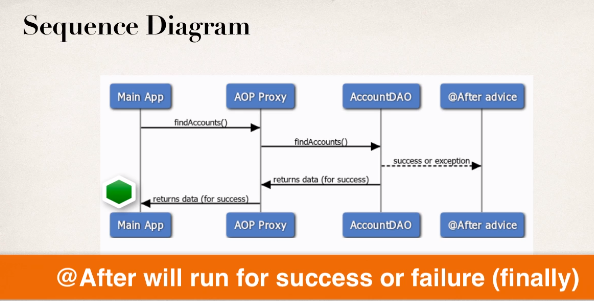 Sequence Diagram
Main App AOP Proxy AccountDAO @After advice
findAccounts()
findAccounts()
success or exception
returns data (for success)
returns data (for success)
Main App AOP Proxy AccountDAO @After advice
@After will run for success or failure (finally)